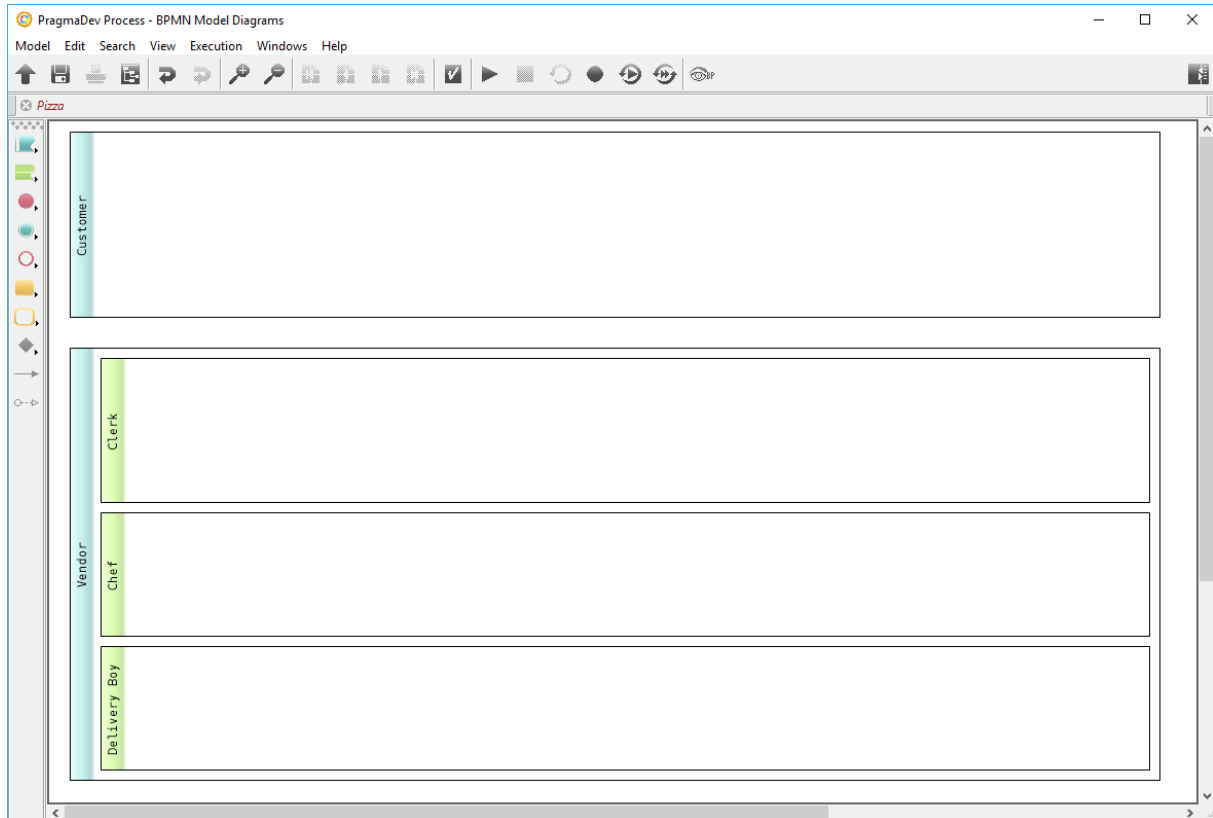 PragmaDev Process - BPMN Model Diagrams
Model Edit Search View Execution Windows Help
BP
Pizza
Customer
Vendor
Clerk
Chef
Delivery Boy